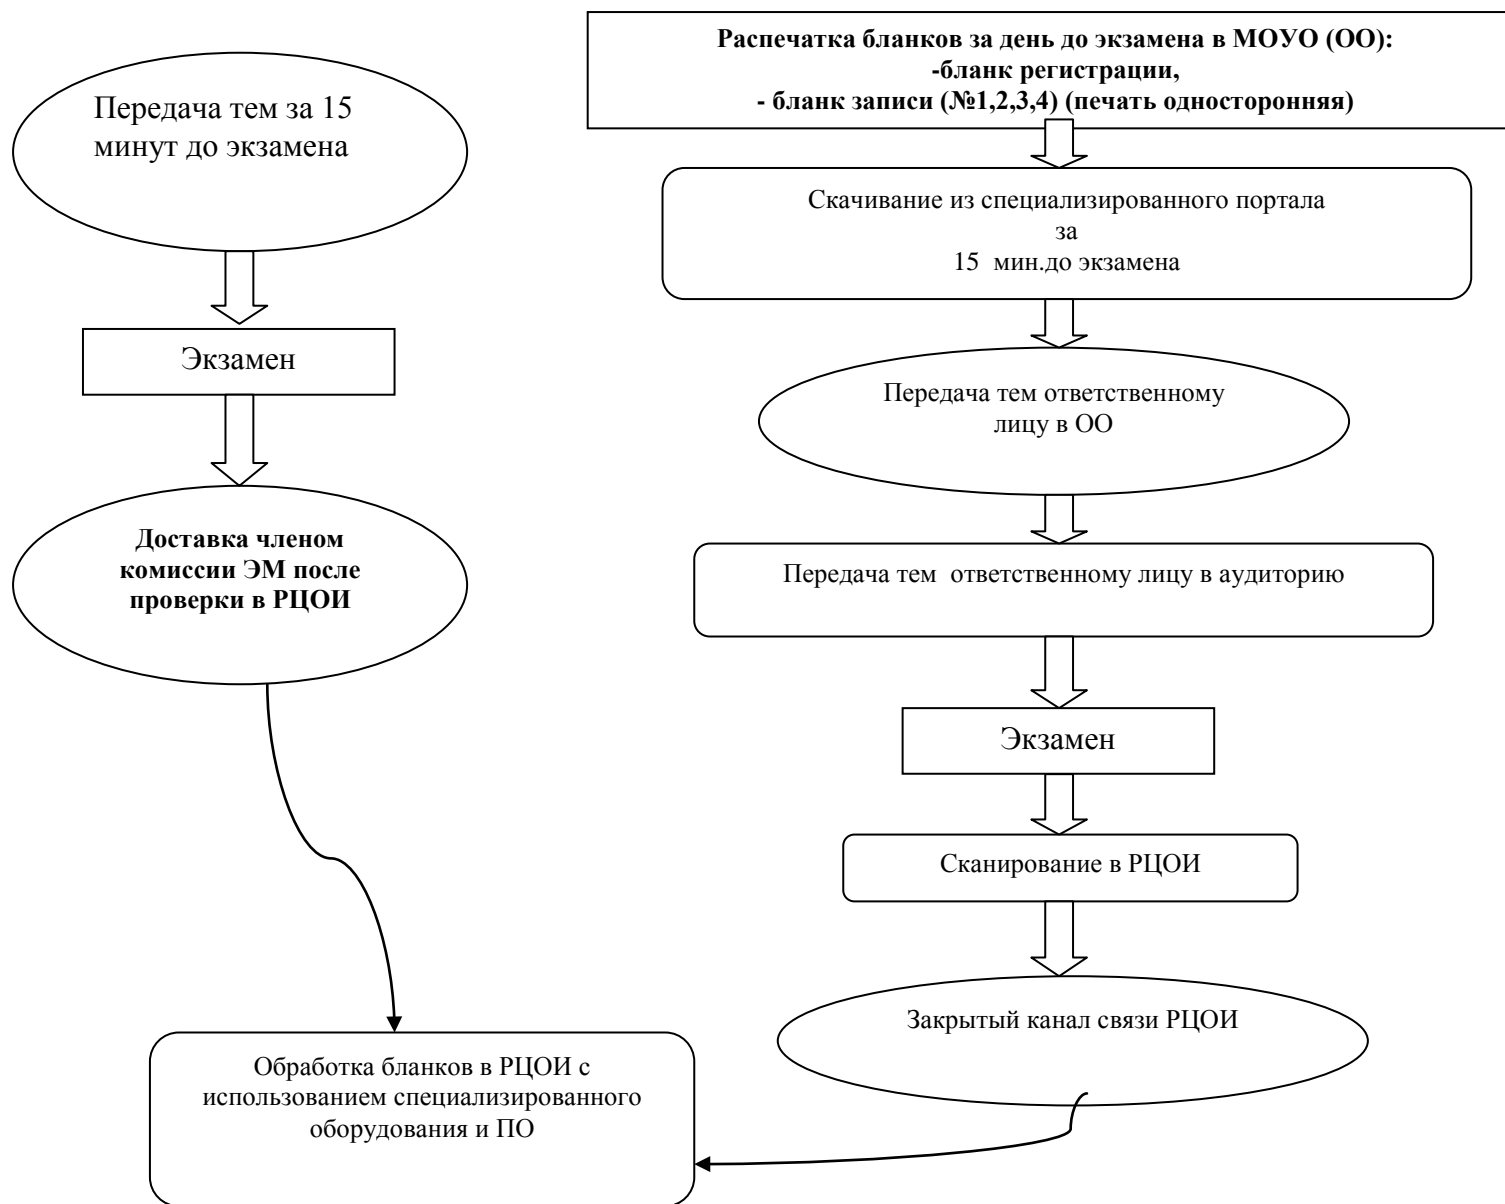 Передача тем за 15
минут до экзамена
Экзамен
Доставка членом
комиссии ЭМ после
проверки в РЦОИ
Распечатка бланков за день до экзамена в МОУО (ОО):
-бланк регистрации,
- бланк записи (№1,2,3,4) (печать односторонняя)
Скачивание из специализированного портала
за
15 мин.до экзамена
Передача тем ответственному
лицу в ОО
Передача тем ответственному лицу в аудиторию
Экзамен
Сканирование в РЦОИ
Закрытый канал связи РЦОИ
Обработка бланков в РЦОИ с
использованием специализированного
оборудования и ПО